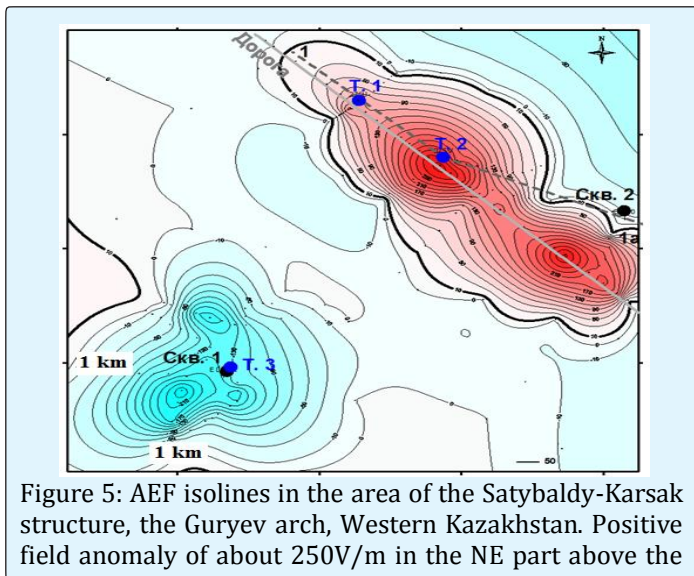 N
Дорога
1
Т. 1
Т. 2
Скв. 2
1а
Скв. 1
Т. 3
1 km
1 km
50
Figure 5: AEF isolines in the area of the Satybaldy-Karsak
structure, the Guryev arch, Western Kazakhstan. Positive
field anomaly of about 250V/m in the NE part above the